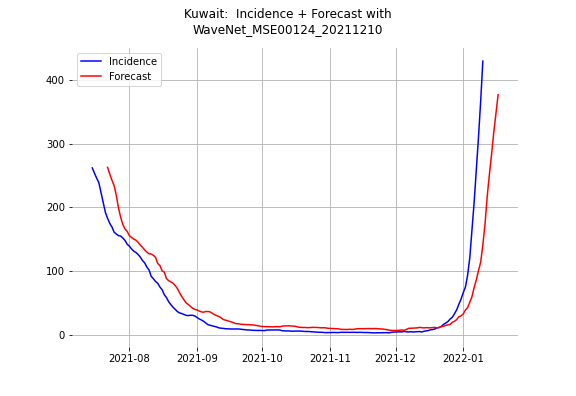 Kuwait:  Incidence + Forecast with
WaveNet_MSE00124_20211210
Incidence
Forecast
400
300
200
100
0
2021-08
2021-09
2021-10
2021-11
2021-12
2022-01